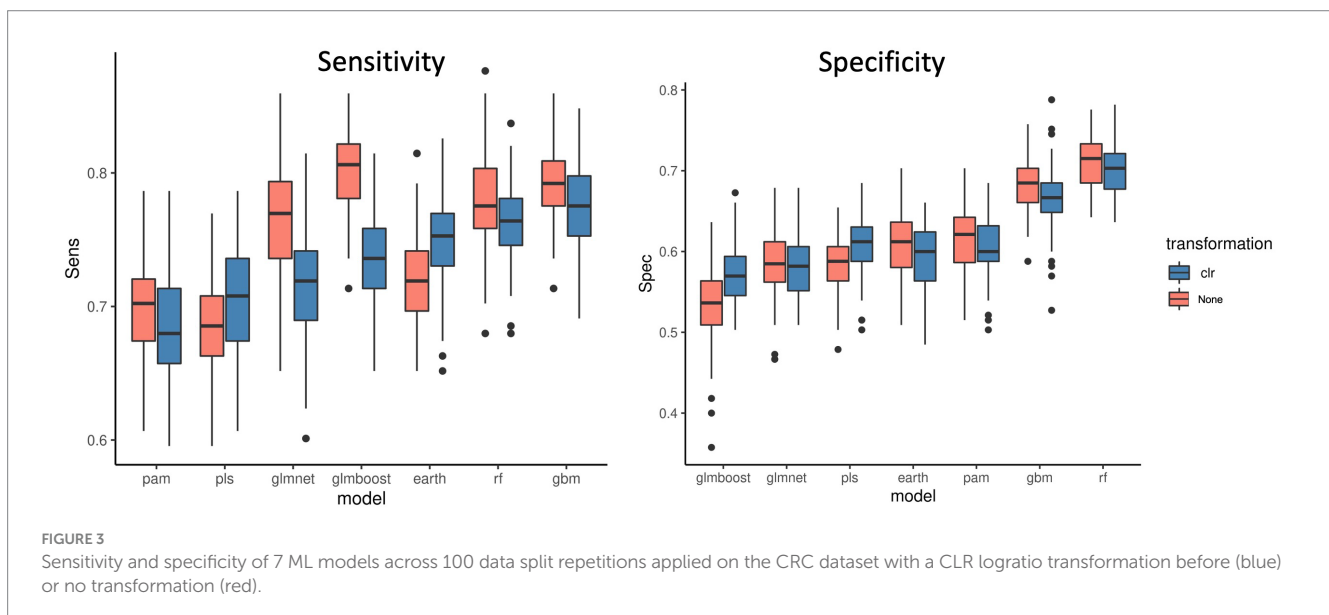 Sensitivity
Sens
0.8
0.7
0.6
pam pls glmnet glmboost earth rf gbm
model
Specificity
Spec
0.8
0.7
0.6
0.5
0.4
glmboost glmnet pls earth pam gbm rf
model
transformation
clr
None
FIGURE 3
Sensitivity and specificity of 7 ML models across 100 data split repetitions applied on the CRC dataset with a CLR logratio transformation before (blue)
or no transformation (red).